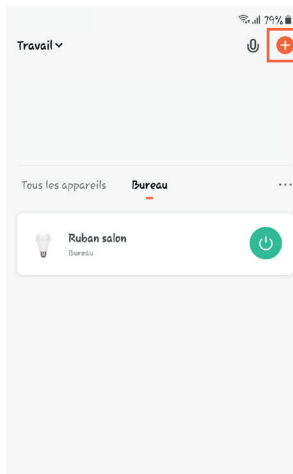 79%
Travail
Tous les appareils Bureau ...
Ruban salon
Bureau